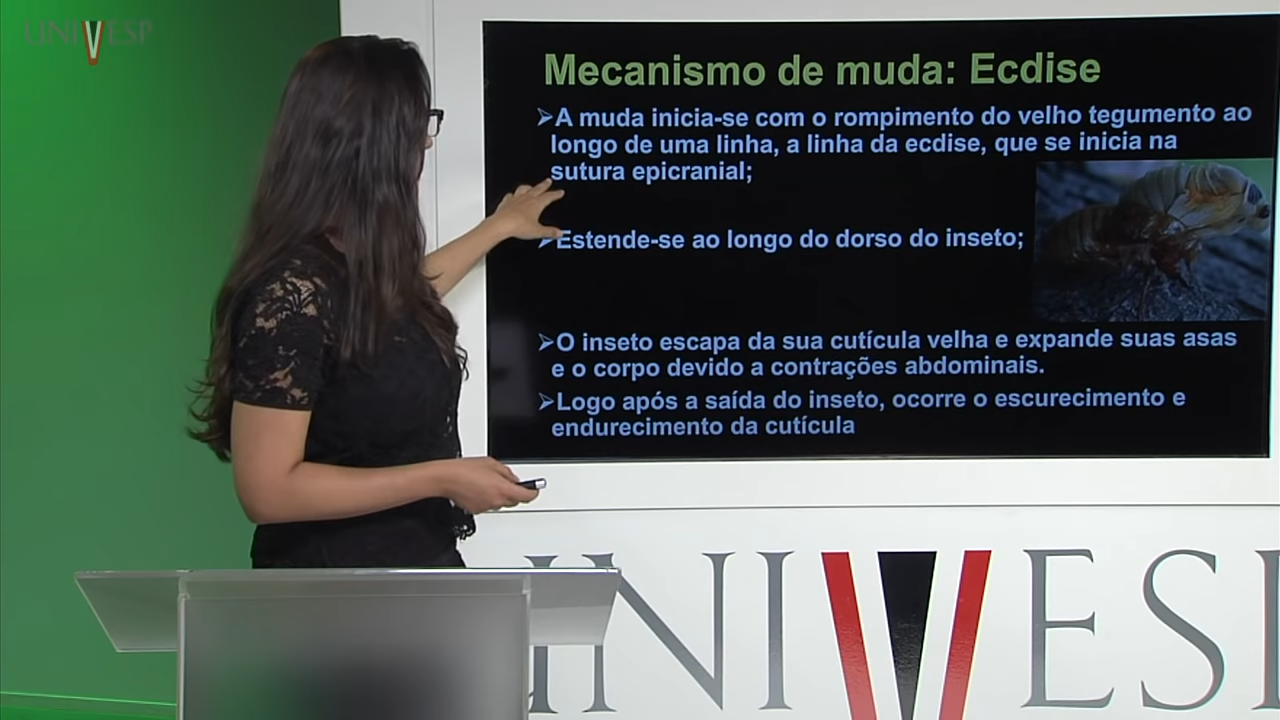 UNIVESP
Mecanismo de muda: Ecdise
➢A muda inicia-se com o rompimento do velho tegumento ao
longo de uma linha, a linha da ecdise, que se inicia na
sutura epicranial;
➢Estende-se ao longo do dorso do inseto;
➢O inseto escapa da sua cutícula velha e expande suas asas
e o corpo devido a contrações abdominais.
➢Logo após a saída do inseto, ocorre o escurecimento e
endurecimento da cutícula
UNIVESP